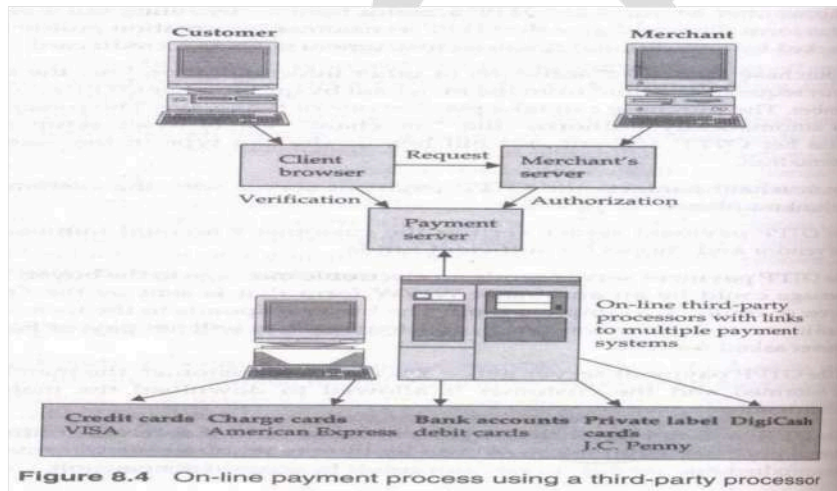 Customer
Merchant
Client
browser
Request
Merchant's
server
Verification
Authorization
Payment
server
On-line third-party
processors with links
to multiple payment
systems
Credit cards
VISA
Charge cards
American Express
Bank accounts
debit cards
Private label
cards
J.C. Penny
DigiCash
Figure 8.4 On-line payment process using a third-party processor